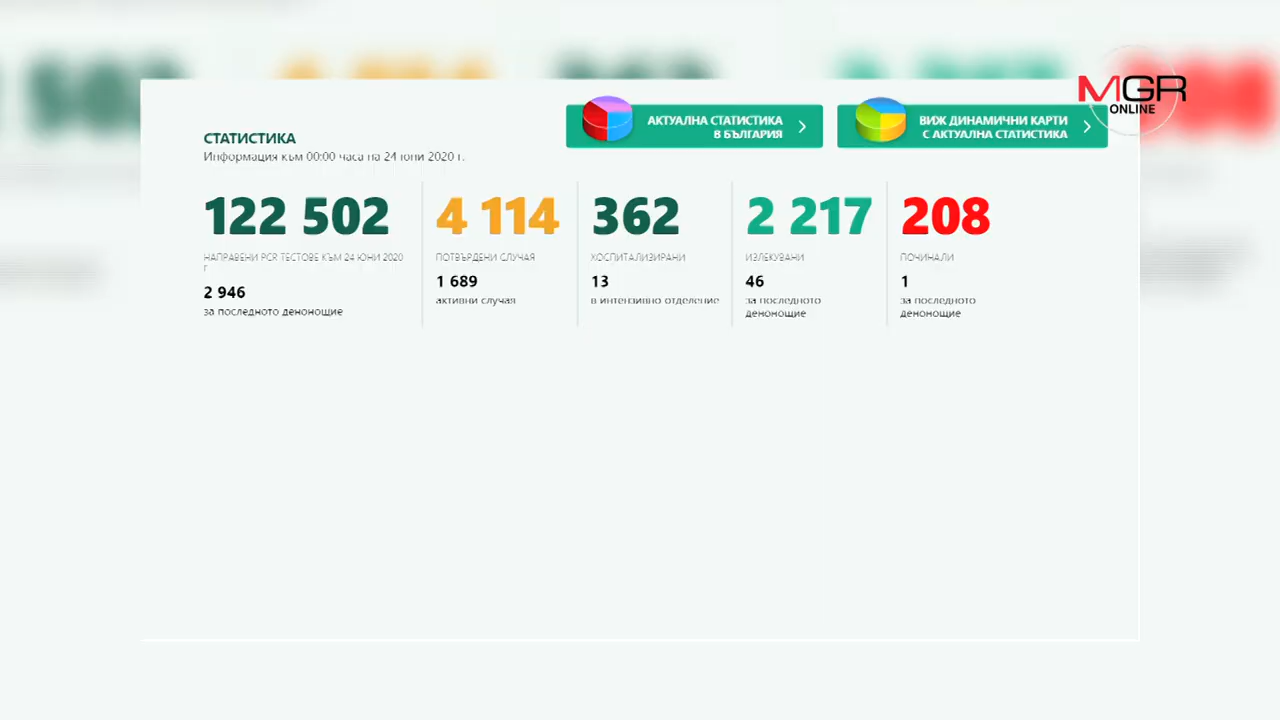 MGR
ONLINE
АКТУАЛНА СТАТИСТИКА
В БЪЛГАРИЯ
ВИЖ ДИНАМИЧНИ КАРТИ
С АКТУАЛНА СТАТИСТИКА
СТАТИСТИКА
Информация към 00:00 часа на 24 юни 2020 г.
122 502
НАПРАВЕНИ PCR ТЕСТОВЕ КЪМ 24 ЮНИ 2020
Г
2 946
за последното денонощие
4 114
ПОТВЪРДЕНИ СЛУЧАЯ
1 689
активни случая
362
ХОСПИТАЛИЗИРАНИ
13
в интензивно отделение
2 217
ИЗЛЕКУВАНИ
46
за последното
денонощие
208
ПОЧИНАЛИ
1
за последното
денонощие